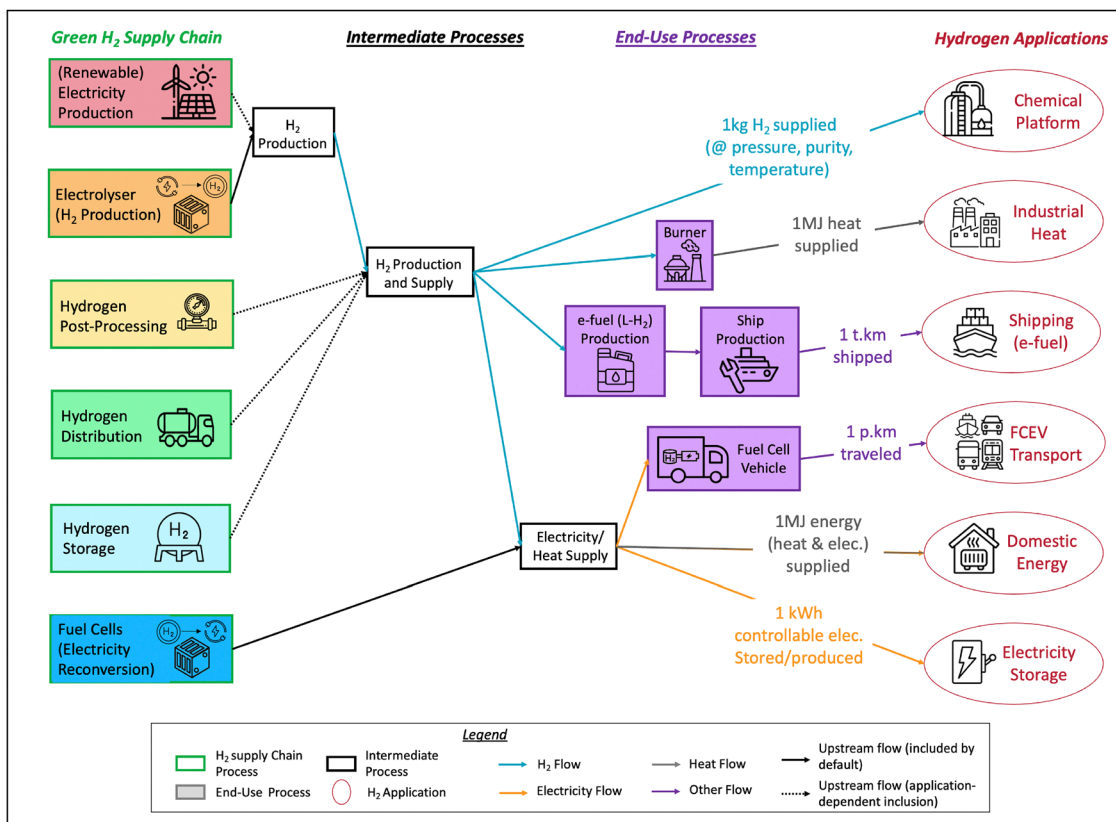 Green H₂ Supply Chain
Intermediate Processes
End-Use Processes
Hydrogen Applications
(Renewable)
Electricity
Production
H₂
Production
Electrolyser
(H₂ Production)
H₂
Hydrogen
Post-Processing
Hydrogen
Distribution
Hydrogen
Storage
H₂
Fuel Cells
(Electricity
Reconversion)
H₂
H₂ Production
and Supply
Electricity/
Heat Supply
1kg H₂ supplied
(@ pressure, purity,
temperature)
Burner
1MJ heat
supplied
e-fuel (L-H₂)
Production
Ship
Production
1 t.km
shipped
H₂
Fuel Cell
Vehicle
1 p.km
traveled
1MJ energy
(heat & elec.)
supplied
1 kWh
controllable elec.
Stored/produced
Chemical
Platform
Industrial
Heat
Shipping
(e-fuel)
FCEV
Transport
Domestic
Energy
Electricity
Storage
Legend
H₂ supply Chain
Process
Intermediate
Process
H₂ Flow
Heat Flow
Upstream flow (included by
default)
End-Use Process
H₂ Application
Electricity Flow
Other Flow
Upstream flow (application-
dependent inclusion)